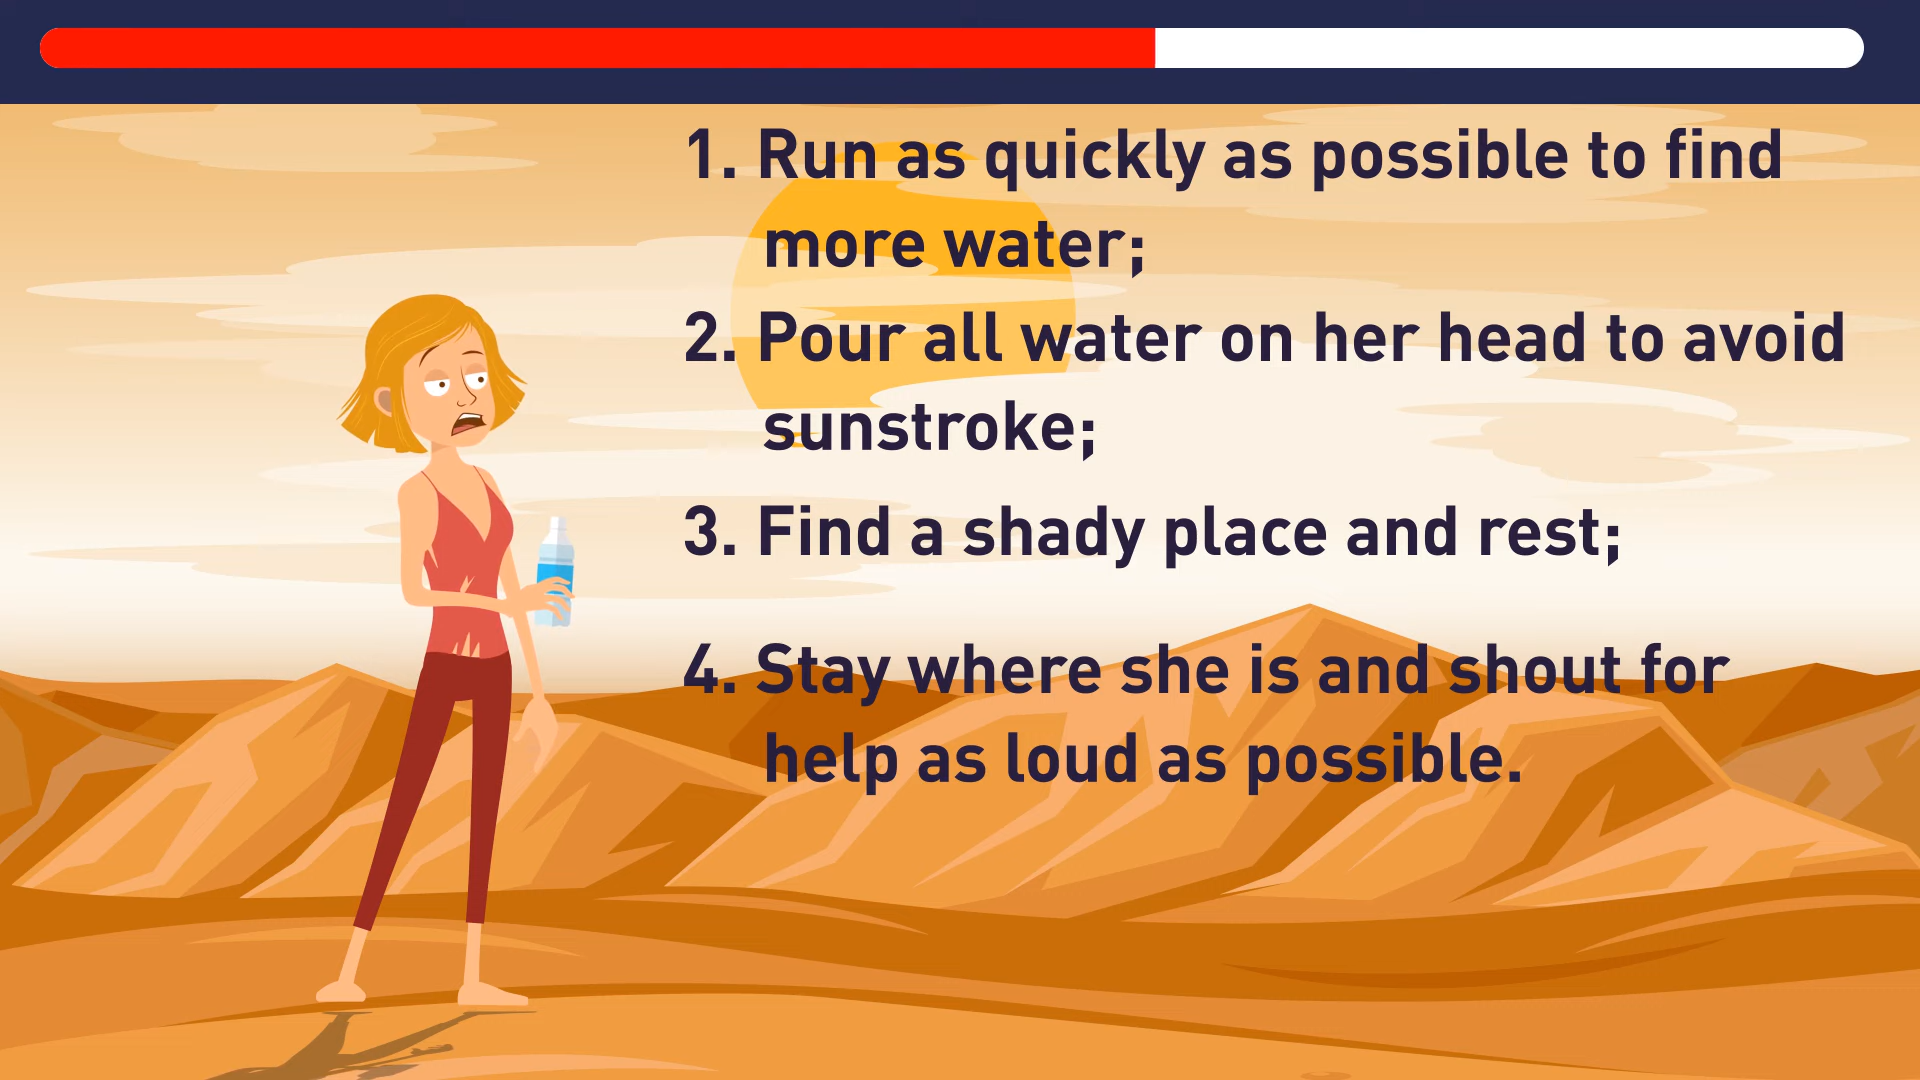 1. Run as quickly as possible to find
more water;
2. Pour all water on her head to avoid
sunstroke;
3. Find a shady place and rest;
4. Stay where she is and shout for
help as loud as possible.